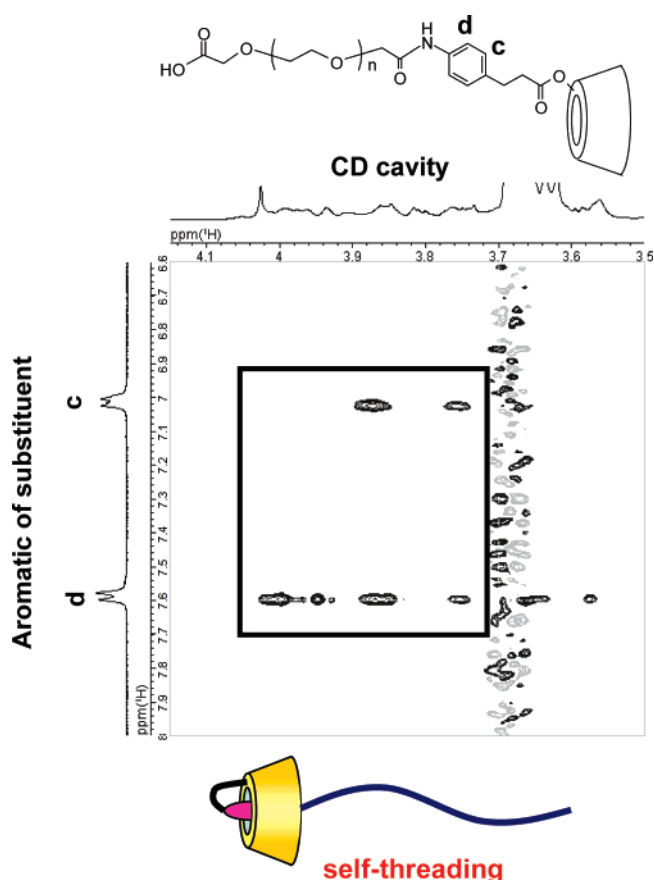 d
c
O
HO
O
O
n
O
H
N
O
O
CD cavity
ppm(¹H)
4.1
4
3.9
3.8
3.7
3.6
3.5
Aromatic of substituent
c
d
6.6
6.7
6.8
6.9
7
7.1
7.2
7.3
7.4
7.5
7.6
7.7
7.8
7.9
8
ppm(¹H)
self-threading